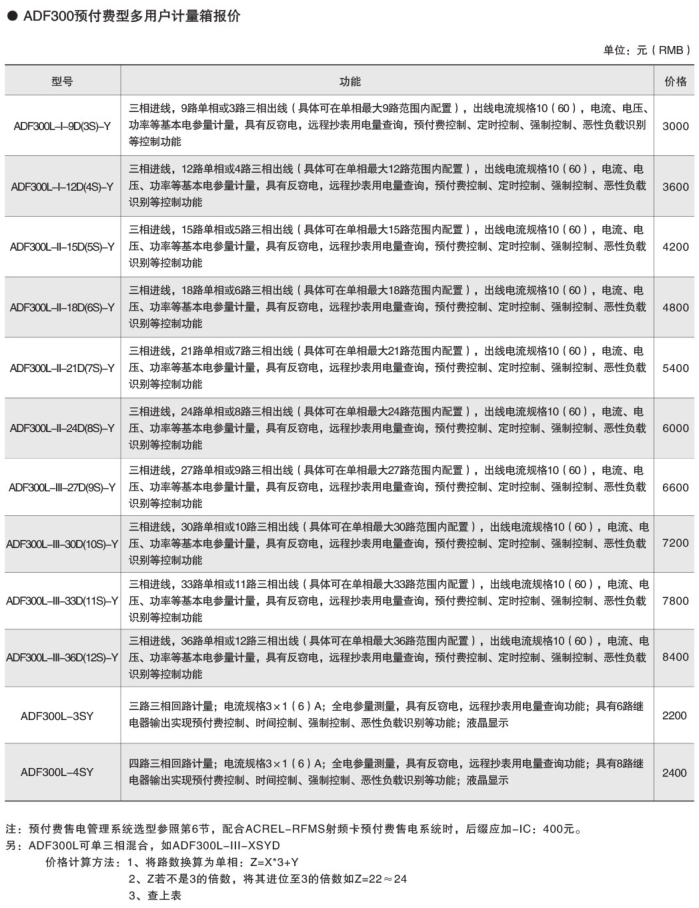 ● ADF300预付费型多用户计量箱报价
单位：元（RMB）
型号 功能 价格
ADF300L-I-9D(3S)-Y
三相进线，9路单相或3路三相出线（具体可在单相最大9路范围内配置），出线电流规格10（60），电流、电压、
功率等基本电参量计量，具有反窃电，远程抄表用电量查询，预付费控制、定时控制、强制控制、恶性负载识别
等控制功能
3000
ADF300L-I-12D(4S)-Y
三相进线，12路单相或4路三相出线（具体可在单相最大12路范围内配置），出线电流规格10（60），电流、电
压、功率等基本电参量计量，具有反窃电，远程抄表用电量查询，预付费控制、定时控制、强制控制、恶性负载
识别等控制功能
3600
ADF300L-II-15D(5S)-Y
三相进线，15路单相或5路三相出线（具体可在单相最大15路范围内配置），出线电流规格10（60），电流、电
压、功率等基本电参量计量，具有反窃电，远程抄表用电量查询，预付费控制、定时控制、强制控制、恶性负载
识别等控制功能
4200
ADF300L-II-18D(6S)-Y
三相进线，18路单相或6路三相出线（具体可在单相最大18路范围内配置），出线电流规格10（60），电流、电
压、功率等基本电参量计量，具有反窃电，远程抄表用电量查询，预付费控制、定时控制、强制控制、恶性负载
识别等控制功能
4800
ADF300L-II-21D(7S)-Y
三相进线，21路单相或7路三相出线（具体可在单相最大21路范围内配置），出线电流规格10（60），电流、电
压、功率等基本电参量计量，具有反窃电，远程抄表用电量查询，预付费控制、定时控制、强制控制、恶性负载
识别等控制功能
5400
ADF300L-II-24D(8S)-Y
三相进线，24路单相或8路三相出线（具体可在单相最大24路范围内配置），出线电流规格10（60），电流、电
压、功率等基本电参量计量，具有反窃电，远程抄表用电量查询，预付费控制、定时控制、强制控制、恶性负载
识别等控制功能
6000
ADF300L-III-27D(9S)-Y
三相进线，27路单相或9路三相出线（具体可在单相最大27路范围内配置），出线电流规格10（60），电流、电
压、功率等基本电参量计量，具有反窃电，远程抄表用电量查询，预付费控制、定时控制、强制控制、恶性负载
识别等控制功能
6600
ADF300L-III-30D(10S)-Y
三相进线，30路单相或10路三相出线（具体可在单相最大30路范围内配置），出线电流规格10（60），电流、电
压、功率等基本电参量计量，具有反窃电，远程抄表用电量查询，预付费控制、定时控制、强制控制、恶性负载
识别等控制功能
7200
ADF300L-III-33D(11S)-Y
三相进线，33路单相或11路三相出线（具体可在单相最大33路范围内配置），出线电流规格10（60），电流、电
压、功率等基本电参量计量，具有反窃电，远程抄表用电量查询，预付费控制、定时控制、强制控制、恶性负载
识别等控制功能
7800
ADF300L-III-36D(12S)-Y
三相进线，36路单相或12路三相出线（具体可在单相最大36路范围内配置），出线电流规格10（60），电流、电
压、功率等基本电参量计量，具有反窃电，远程抄表用电量查询，预付费控制、定时控制、强制控制、恶性负载
识别等控制功能
8400
ADF300L-3SY
三路三相回路计量；电流规格3×1（6）A；全电参量测量，具有反窃电，远程抄表用电量查询功能；具有6路继
电器输出实现预付费控制、时间控制、强制控制、恶性负载识别等功能；液晶显示
2200
ADF300L-4SY
四路三相回路计量；电流规格3×1（6）A；全电参量测量，具有反窃电，远程抄表用电量查询功能；具有8路继
电器输出实现预付费控制、时间控制、强制控制、恶性负载识别等功能；液晶显示
2400
注：预付费售电管理系统选型参照第6节，配合ACREL-RFMS射频卡预付费售电系统时，后缀应加-IC：400元。
另：ADF300L可单三相混合，如ADF300L-III-XSYD
价格计算方法：1、将路数换算为单相：Z=X*3+Y
2、Z若不是3的倍数，将其进位至3的倍数如Z=22≈24
3、查上表